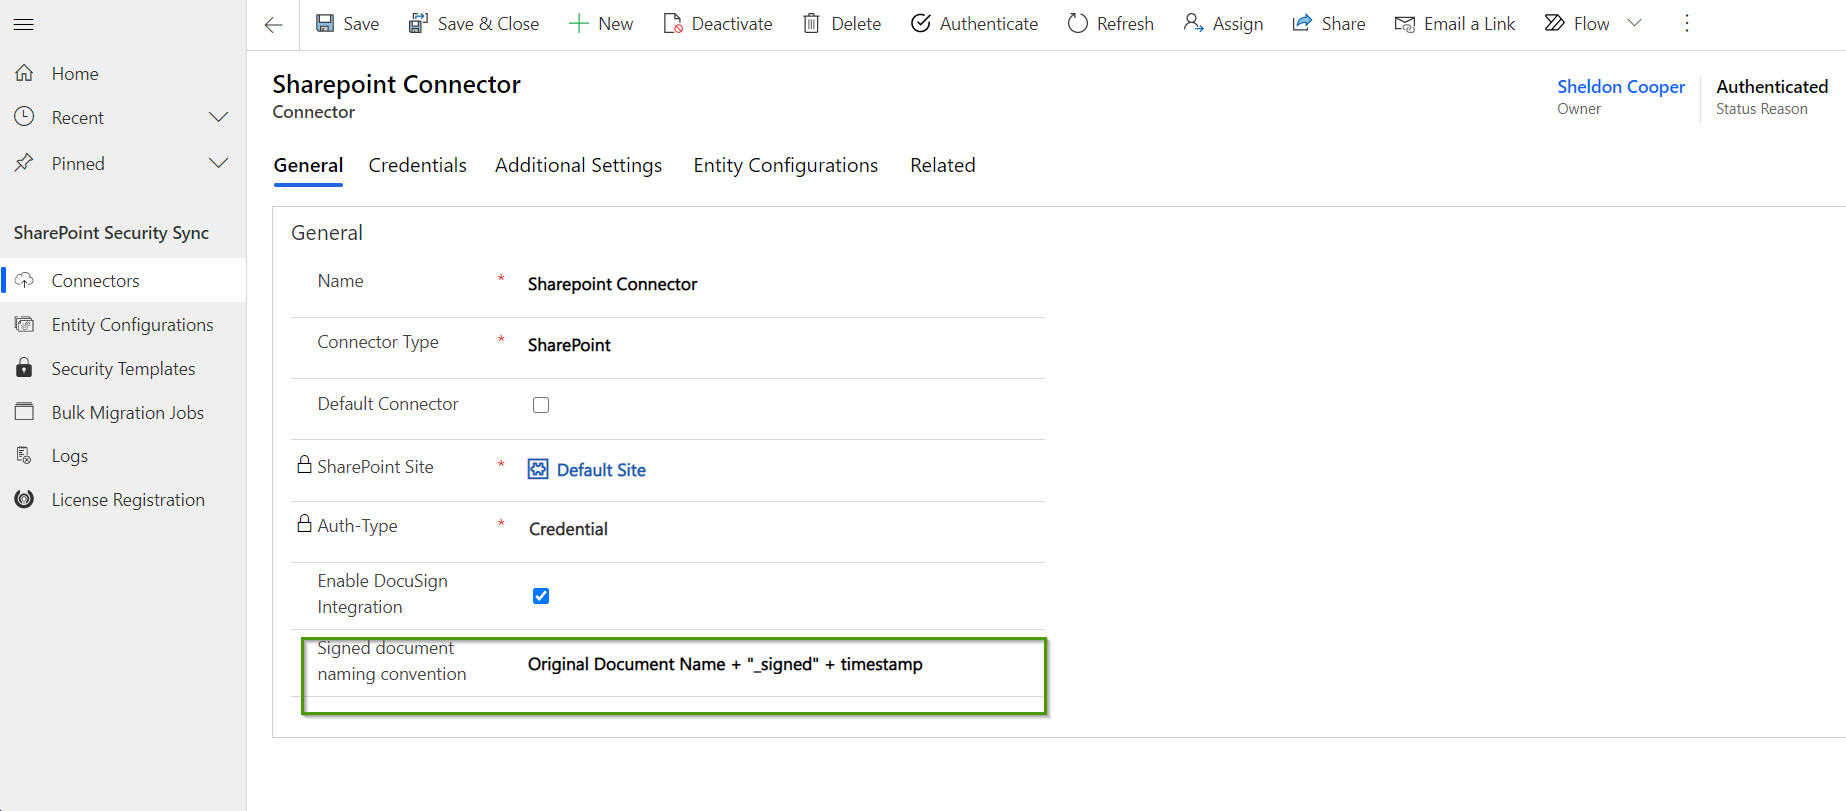 Save
Save & Close
New
Deactivate
Delete
Authenticate
Refresh
Assign
Share
Email a Link
Flow
Home
Recent
Pinned
SharePoint Security Sync
Connectors
Entity Configurations
Security Templates
Bulk Migration Jobs
Logs
License Registration
Sharepoint Connector
Connector
Sheldon Cooper
Owner
Authenticated
Status Reason
General
Credentials
Additional Settings
Entity Configurations
Related
General
Name * Sharepoint Connector
Connector Type * SharePoint
Default Connector
SharePoint Site * Default Site
Auth-Type * Credential
Enable DocuSign
Integration
Signed document
naming convention
Original Document Name + "_signed" + timestamp